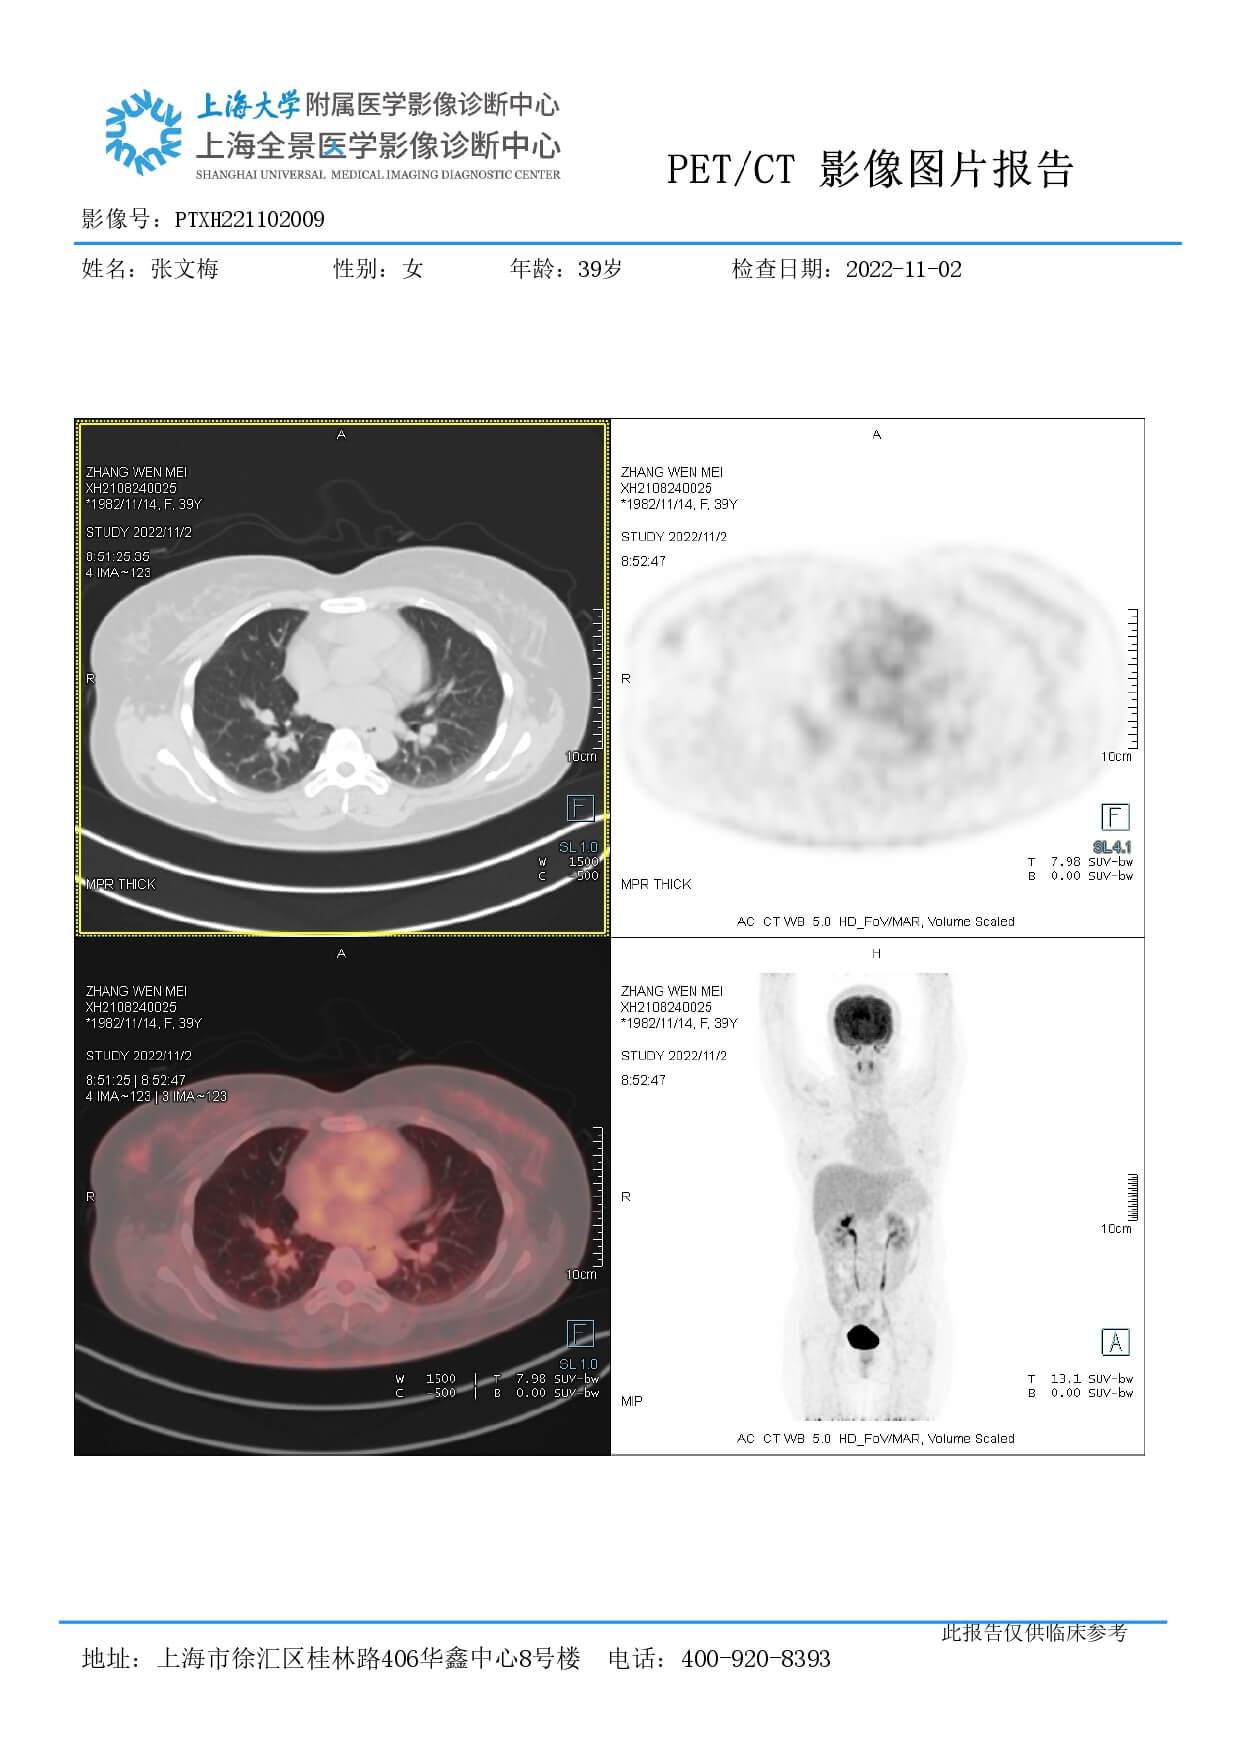 上海大学附属医学影像诊断中心
上海全景医学影像诊断中心
SHANGHAI UNIVERSAL MEDICAL IMAGING DIAGNOSTIC CENTER
PET/CT 影像图片报告
影像号：PTXH221102009
姓名：张文梅 性别：女 年龄：39岁 检查日期：2022-11-02
A
ZHANG WEN MEI
XH2108240025
*1982/11/14, F, 39Y
STUDY 2022/11/2
8:51:25.35
4 IMA~123
R
10cm
F
SL 1.0
W 1500
C -500
MPR THICK
A
ZHANG WEN MEI
XH2108240025
*1982/11/14, F, 39Y
STUDY 2022/11/2
8:52:47
R
10cm
F
SL4.1
T 7.98 SUV-bw
B 0.00 SUV-bw
MPR THICK
AC CT WB 5.0 HD_FoV/MAR, Volume Scaled
A
ZHANG WEN MEI
XH2108240025
*1982/11/14, F, 39Y
STUDY 2022/11/2
8:51:25 | 8:52:47
4 IMA~123 | 3 IMA~123
R
10cm
F
SL 1.0
W 1500 | T 7.98 SUV-bw
C -500 | B 0.00 SUV-bw
H
ZHANG WEN MEI
XH2108240025
*1982/11/14, F, 39Y
STUDY 2022/11/2
8:52:47
R
10cm
A
T 13.1 SUV-bw
B 0.00 SUV-bw
MIP
AC CT WB 5.0 HD_FoV/MAR, Volume Scaled
此报告仅供临床参考
地址：上海市徐汇区桂林路406华鑫中心8号楼 电话：400-920-8393